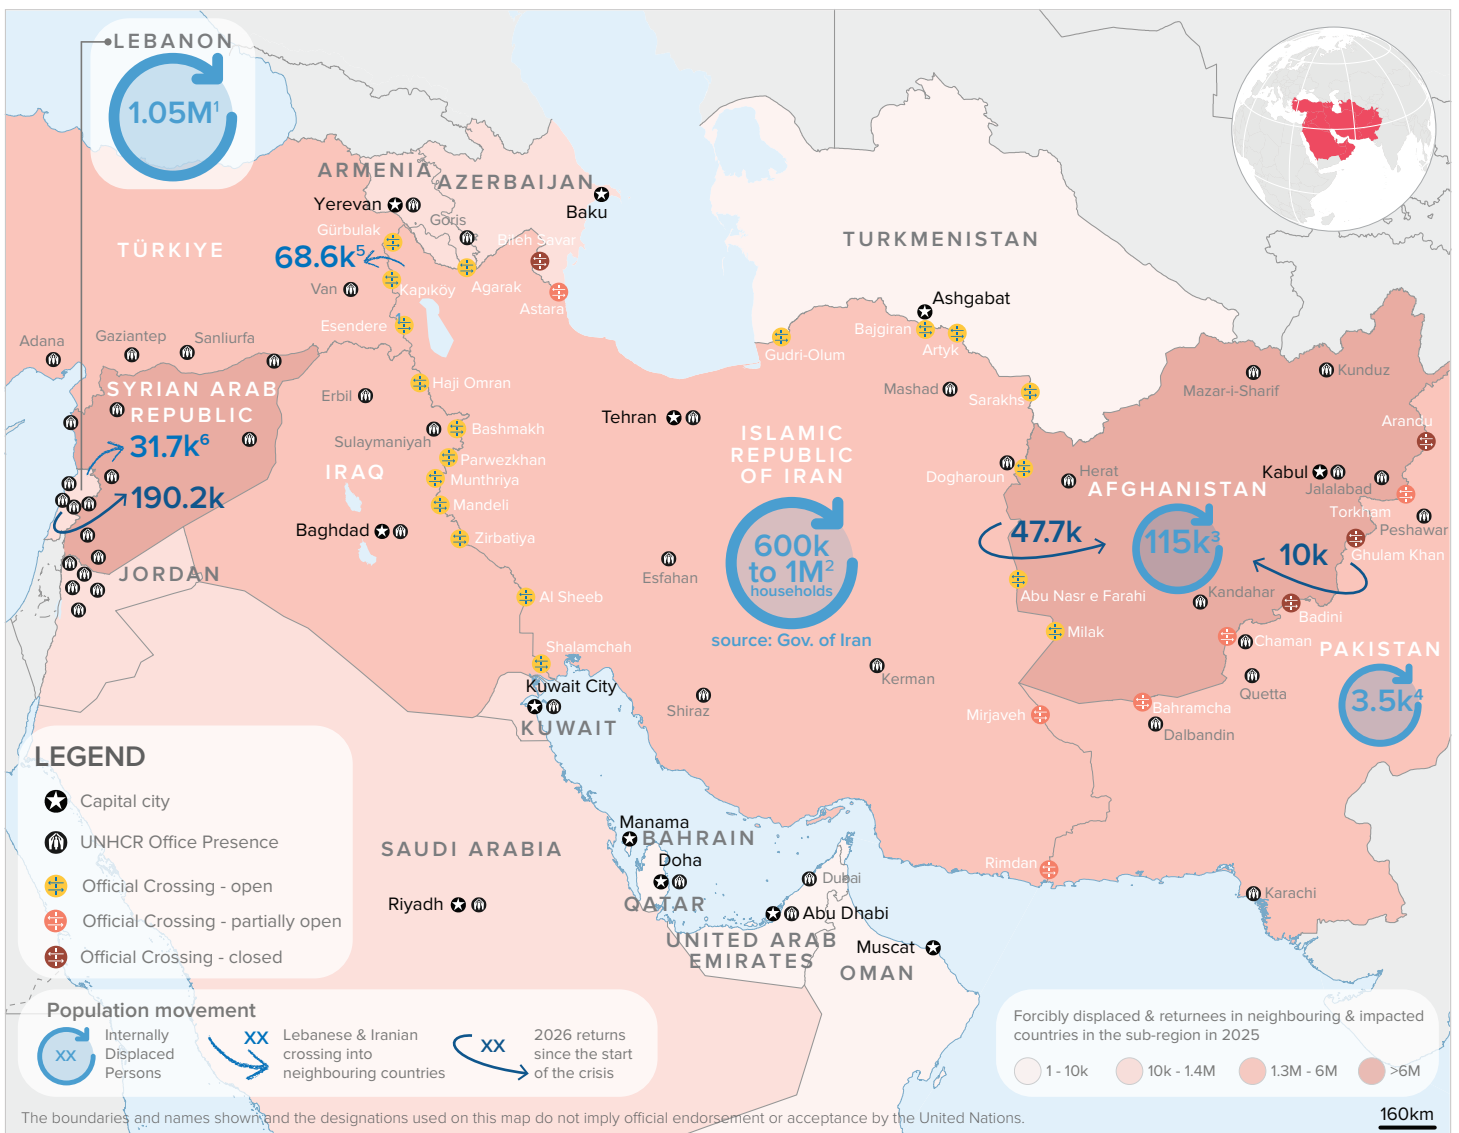 LEBANON
1.05M¹
ARMENIA
AZERBAIJAN
Yerevan
Baku
Goris
Gürbulak
Bileh Savar
TÜRKIYE
68.6k⁵
TURKMENISTAN
Van
Kapıköy
Agarak
Astara
Ashgabat
Esendere
Bajgiran
Artyk
Gudri-Olum
Adana
Gaziantep
Sanliurfa
SYRIAN ARAB
REPUBLIC
Erbil
Haji Omran
Mashad
Sarakhs
Mazar-i-Sharif
Kunduz
Tehran
Arandu
Sulaymaniyah
Bashmakh
31.7k⁶
190.2k
IRAQ
Parwezkhan
Munthriya
Mandeli
ISLAMIC
REPUBLIC
OF IRAN
Dogharoun
Herat
AFGHANISTAN
Kabul
Jalalabad
Torkham
Peshawar
Baghdad
Zirbatiya
47.7k
115k³
10k
Ghulam Khan
600k
to 1M²
households
source: Gov. of Iran
JORDAN
Esfahan
Al Sheeb
Abu Nasr e Farahi
Kandahar
Badini
Milak
Chaman
PAKISTAN
Shalamchah
Kerman
Quetta
3.5k⁴
Kuwait City
KUWAIT
Shiraz
Mirjaveh
Bahramcha
Dalbandin
LEGEND
Capital city
UNHCR Office Presence
Official Crossing - open
Official Crossing - partially open
Official Crossing - closed
Manama
BAHRAIN
SAUDI ARABIA
Doha
Rimdan
Dubai
Karachi
Riyadh
QATAR
Abu Dhabi
UNITED ARAB
EMIRATES
Muscat
OMAN
Population movement
XX
Internally
Displaced
Persons
XX
Lebanese & Iranian
crossing into
neighbouring countries
XX
2026 returns
since the start
of the crisis
Forcibly displaced & returnees in neighbouring & impacted
countries in the sub-region in 2025
1 - 10k
10k - 1.4M
1.3M - 6M
>6M
The boundaries and names shown and the designations used on this map do not imply official endorsement or acceptance by the United Nations.
160km